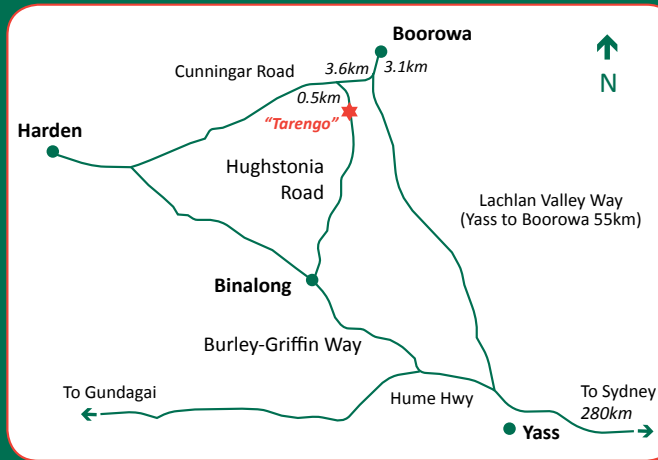 Boorowa
Cunningar Road
3.6km
3.1km
N
0.5km
"Tarengo"
Harden
Hughstonia
Road
Lachlan Valley Way
(Yass to Boorowa 55km)
Binalong
Burley-Griffin Way
To Gundagai
Hume Hwy
To Sydney
280km
Yass